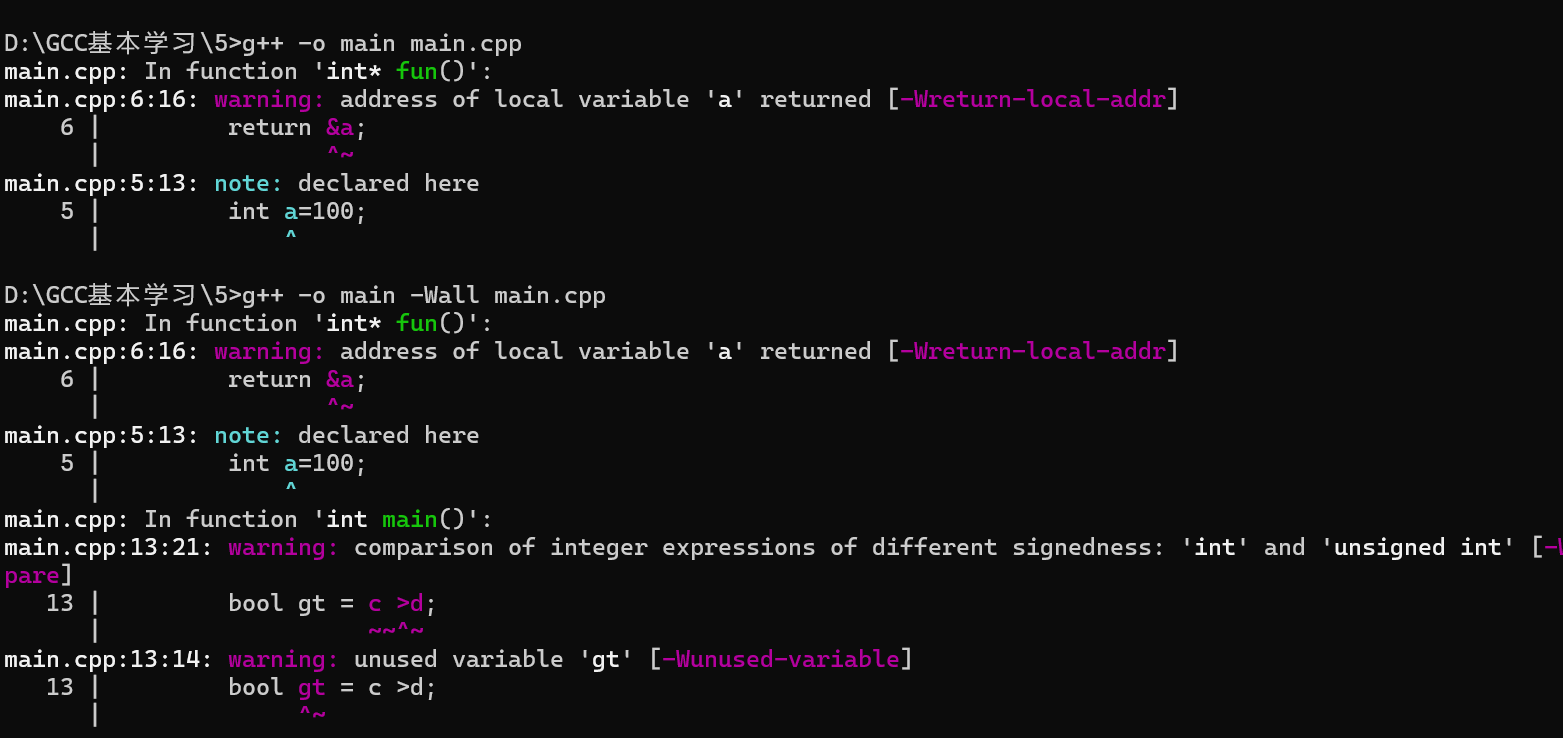 D:\GCC基本学习\5>g++ -o main main.cpp
main.cpp: In function 'int* fun()':
main.cpp:6:16: warning: address of local variable 'a' returned [-Wreturn-local-addr]
    6 |         return &a;
      |                ^~
main.cpp:5:13: note: declared here
    5 |         int a=100;
      |             ^
D:\GCC基本学习\5>g++ -o main -Wall main.cpp
main.cpp: In function 'int* fun()':
main.cpp:6:16: warning: address of local variable 'a' returned [-Wreturn-local-addr]
    6 |         return &a;
      |                ^~
main.cpp:5:13: note: declared here
    5 |         int a=100;
      |             ^
main.cpp: In function 'int main()':
main.cpp:13:21: warning: comparison of integer expressions of different signedness: 'int' and 'unsigned int' [-
pare]
   13 |         bool gt = c >d;
      |                   ~~^~
main.cpp:13:14: warning: unused variable 'gt' [-Wunused-variable]
   13 |         bool gt = c >d;
      |              ^~